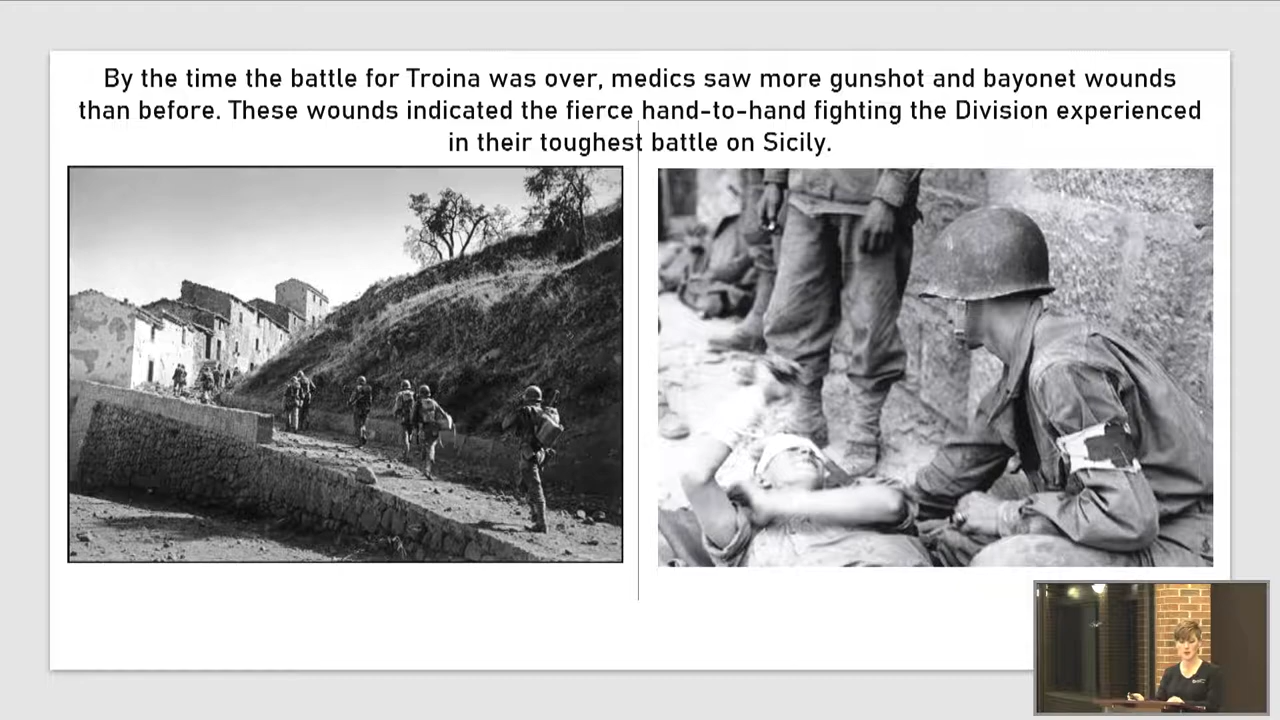 By the time the battle for Troina was over, medics saw more gunshot and bayonet wounds
than before. These wounds indicated the fierce hand-to-hand fighting the Division experienced
in their toughest battle on Sicily.